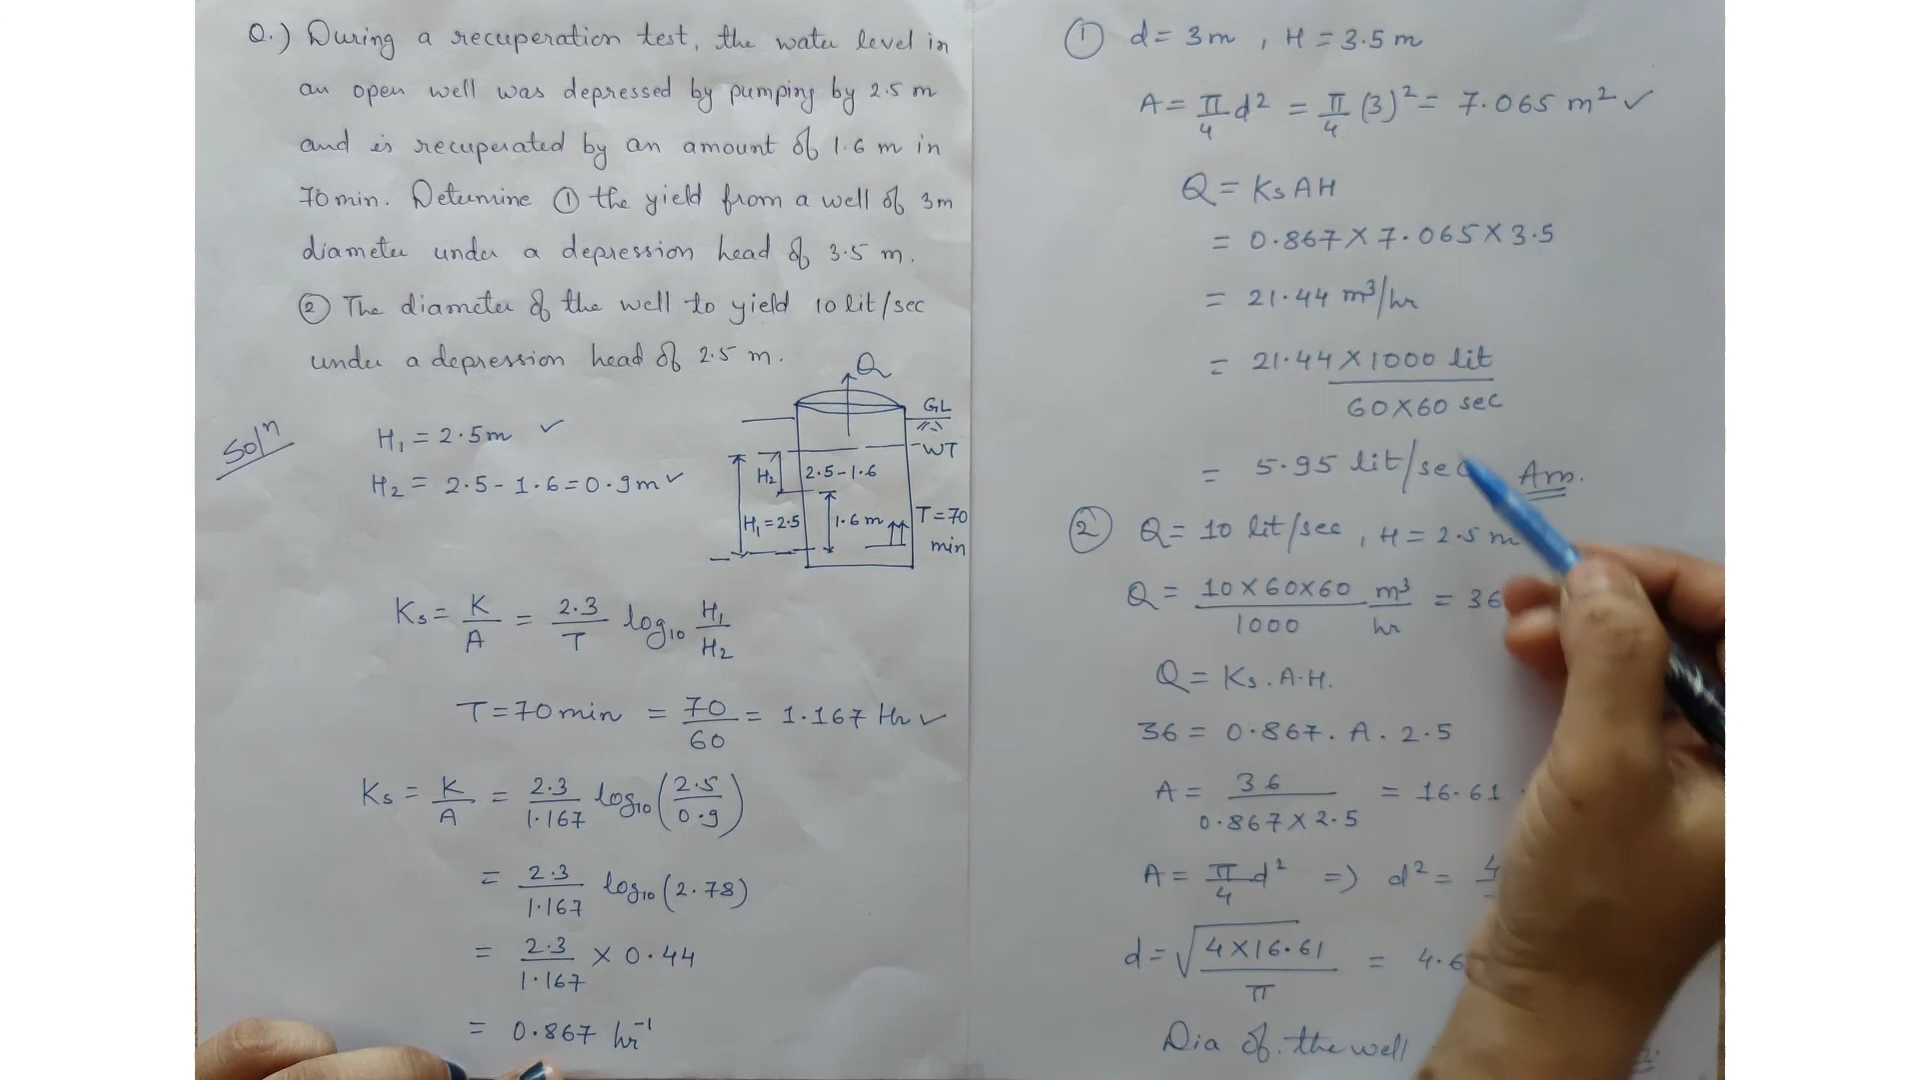 Q.) During a recuperation test, the water level in
an open well was depressed by pumping by 2.5 m
and is recuperated by an amount of 1.6 m in
70 min. Determine ① the yield from a well of 3m
diameter under a depression head of 3.5 m.
② The diameter of the well to yield 10 lit/sec
under a depression head of 2.5 m.
Solⁿ
H₁ = 2.5m ✓
H₂ = 2.5 - 1.6 = 0.9m ✓
Q
GL
WT
H₂ 2.5-1.6
H₁ = 2.5 1.6 m T = 70
min
Ks = K/A = 2.3/T log₁₀ H₁/H₂
T = 70 min = 70/60 = 1.167 Hr ✓
Ks = K/A = 2.3/1.167 log₁₀ (2.5/0.9)
= 2.3/1.167 log₁₀ (2.78)
= 2.3/1.167 × 0.44
= 0.867 hr⁻¹
① d = 3m , H = 3.5 m
A = π/4 d² = π/4 (3)² = 7.065 m² ✓
Q = Ks AH
= 0.867 × 7.065 × 3.5
= 21.44 m³/hr
= 21.44 × 1000 lit / 60×60 sec
= 5.95 lit/sec Ans.
② Q = 10 lit/sec , H = 2.5 m
Q = 10×60×60/1000 m³/hr = 36
Q = Ks . A.H.
36 = 0.867 . A . 2.5
A = 36 / 0.867×2.5 = 16.61
A = π/4 d² => d² = 4
d = √(4×16.61/π) = 4.6
Dia of the well